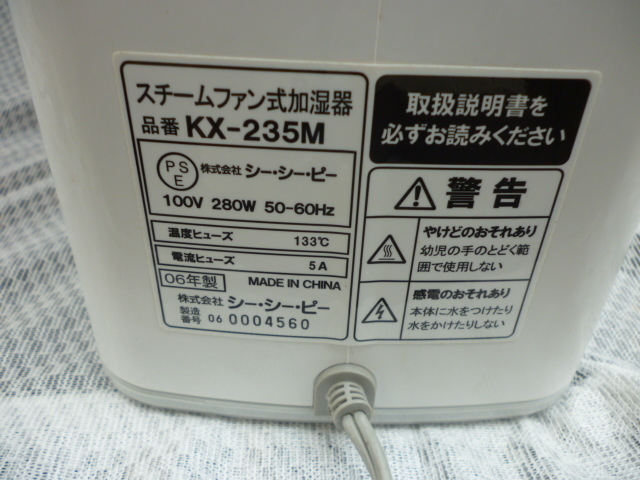 スチームファン式加湿器
品番 KX-235M
PS
E
株式会社 シー・シー・ピー
100V 280W 50-60Hz
温度ヒューズ 133℃
電流ヒューズ 5A
06年製 MADE IN CHINA
株式会社 シー・シー・ピー
製造
番号 06 0004560
取扱説明書を
必ずお読みください
警告
やけどのおそれあり
幼児の手のとどく範
囲で使用しない
感電のおそれあり
本体に水をつけたり
水をかけたりしない